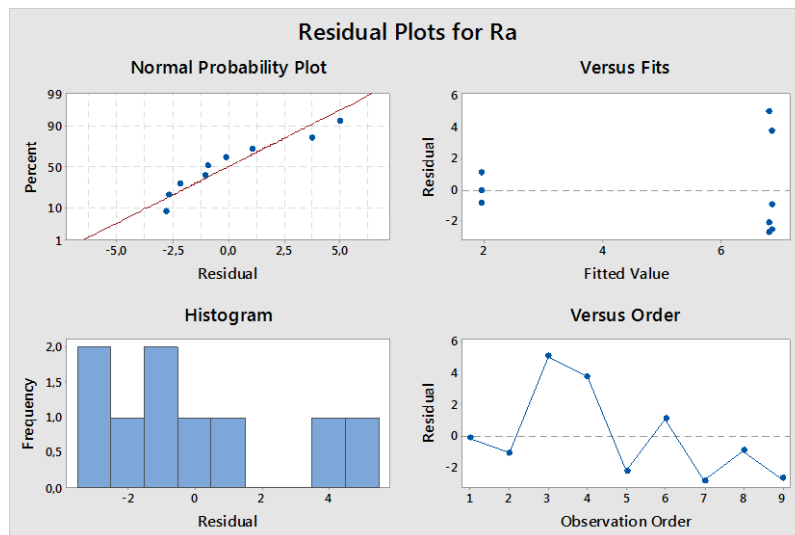 Residual Plots for Ra
Normal Probability Plot
99
90
50
10
1
Percent
-5,0 -2,5 0,0 2,5 5,0
Residual
Versus Fits
6
4
2
0
-2
Residual
2 4 6
Fitted Value
Histogram
2,0
1,5
1,0
0,5
0,0
Frequency
-2 0 2 4
Residual
Versus Order
6
4
2
0
-2
Residual
1 2 3 4 5 6 7 8 9
Observation Order